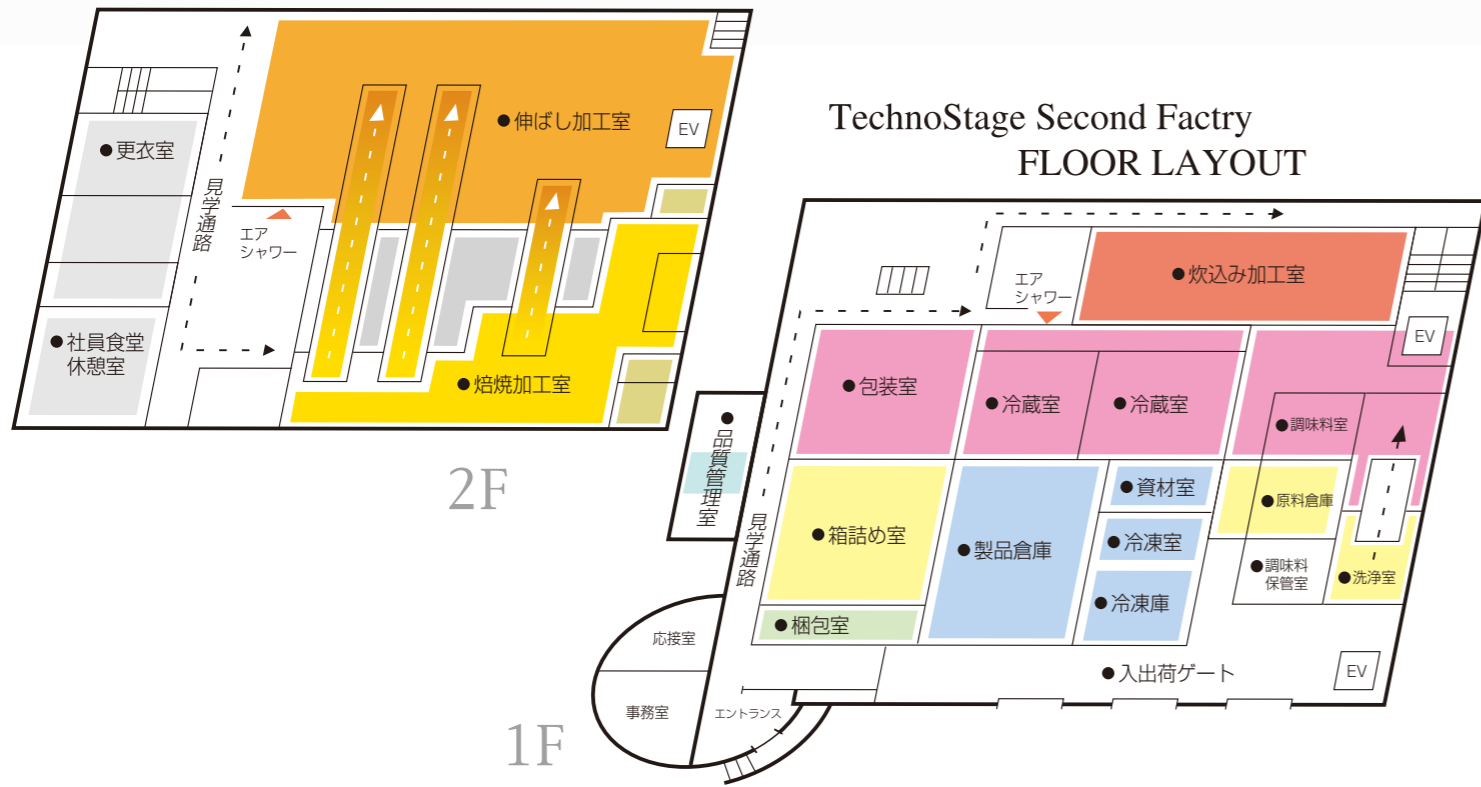 TechnoStage Second Factry
FLOOR LAYOUT
●伸ばし加工室
EV
●更衣室
見学通路
エア
シャワー
●社員食堂
休憩室
●焙焼加工室
2F
エア
シャワー
●炊込み加工室
EV
●包装室
●冷蔵室
●冷蔵室
●調味料室
●品質管理室
見学通路
●箱詰め室
●製品倉庫
●資材室
●冷凍室
●冷凍庫
●原料倉庫
●調味料
保管室
●洗浄室
●梱包室
応接室
事務室
エントランス
●入出荷ゲート
EV
1F